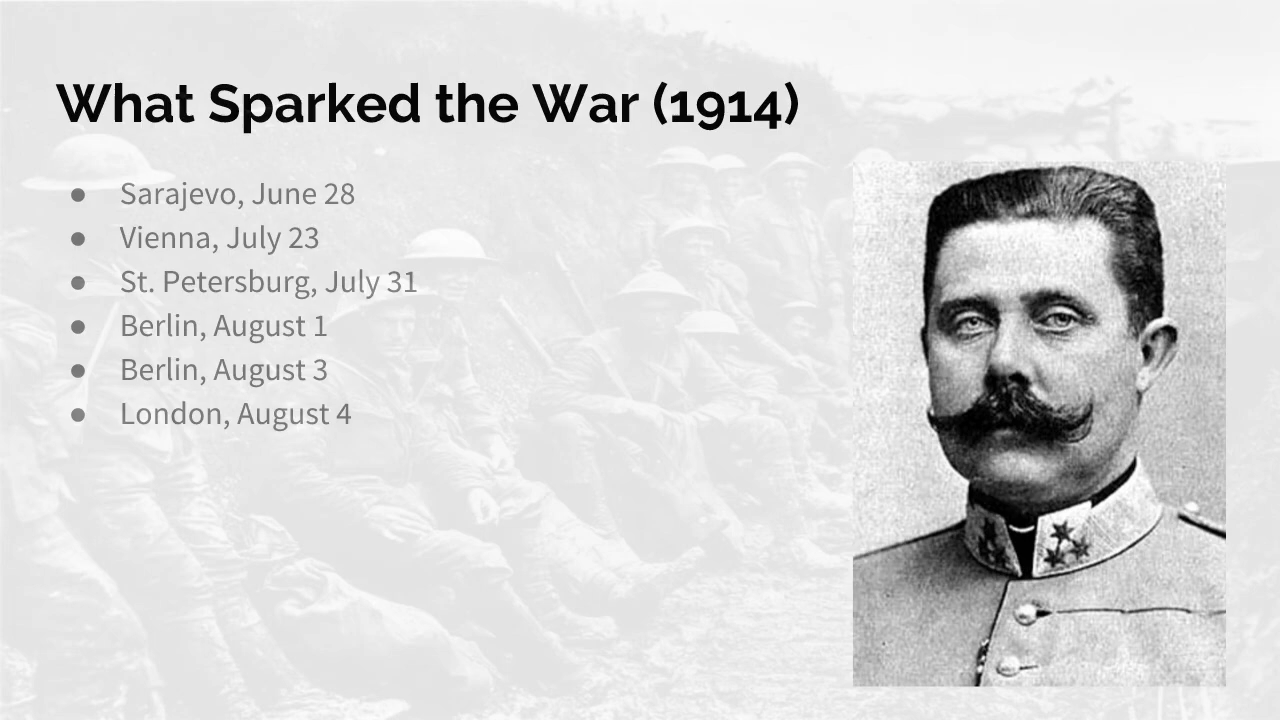 What Sparked the War (1914)
● Sarajevo, June 28
● Vienna, July 23
● St. Petersburg, July 31
● Berlin, August 1
● Berlin, August 3
● London, August 4